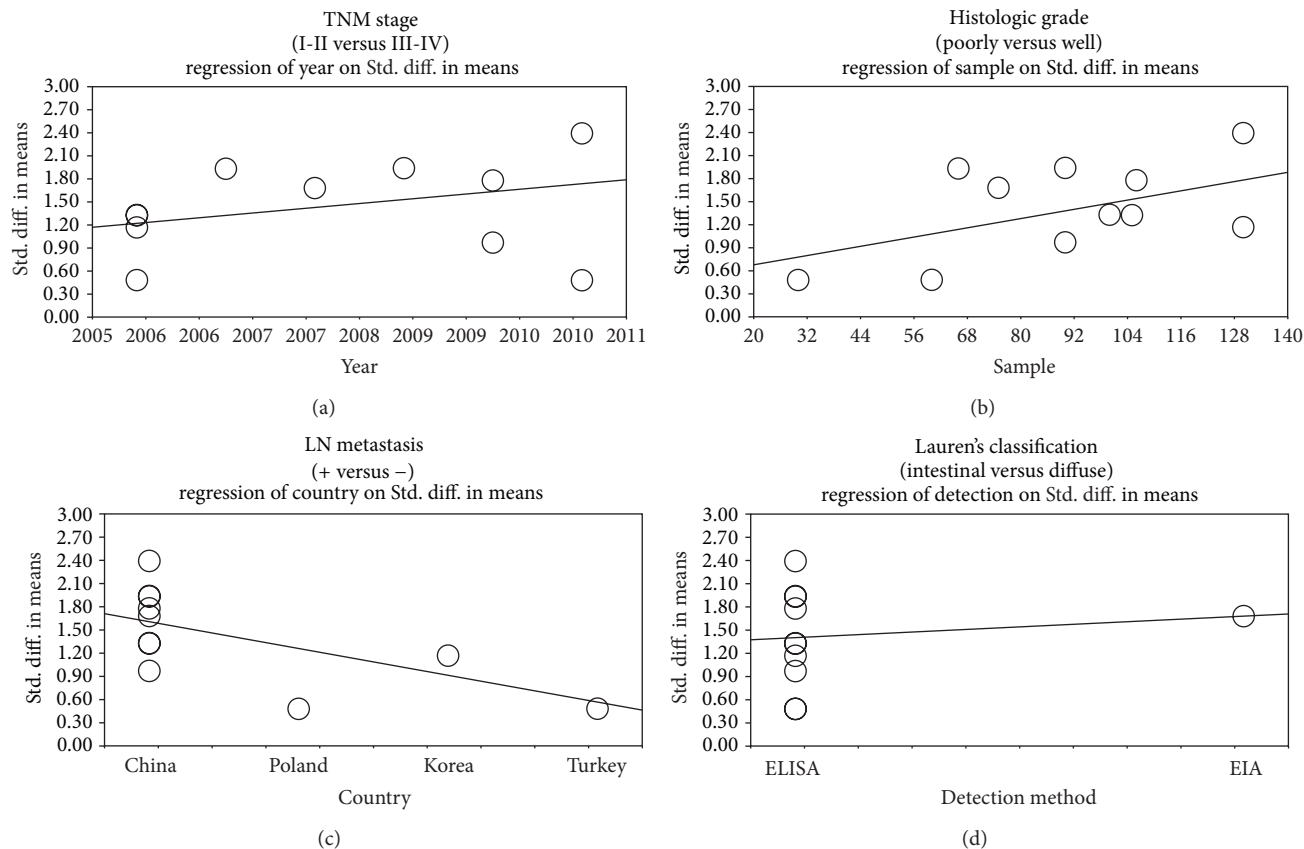 TNM stage
(I-II versus III-IV)
regression of year on Std. diff. in means
Std. diff. in means
3.00
2.70
2.40
2.10
1.80
1.50
1.20
0.90
0.60
0.30
0.00
2005 2006 2006 2007 2007 2008 2009 2009 2010 2010 2011
Year
(a)
Histologic grade
(poorly versus well)
regression of sample on Std. diff. in means
Std. diff. in means
3.00
2.70
2.40
2.10
1.80
1.50
1.20
0.90
0.60
0.30
0.00
20 32 44 56 68 80 92 104 116 128 140
Sample
(b)
LN metastasis
(+ versus −)
regression of country on Std. diff. in means
Std. diff. in means
3.00
2.70
2.40
2.10
1.80
1.50
1.20
0.90
0.60
0.30
0.00
China Poland Korea Turkey
Country
(c)
Lauren's classification
(intestinal versus diffuse)
regression of detection on Std. diff. in means
Std. diff. in means
3.00
2.70
2.40
2.10
1.80
1.50
1.20
0.90
0.60
0.30
0.00
ELISA EIA
Detection method
(d)